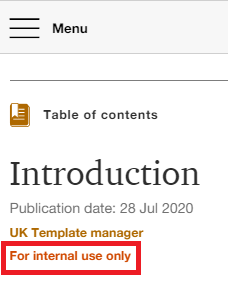 Menu
Table of contents
Introduction
Publication date: 28 Jul 2020
UK Template manager
For internal use only